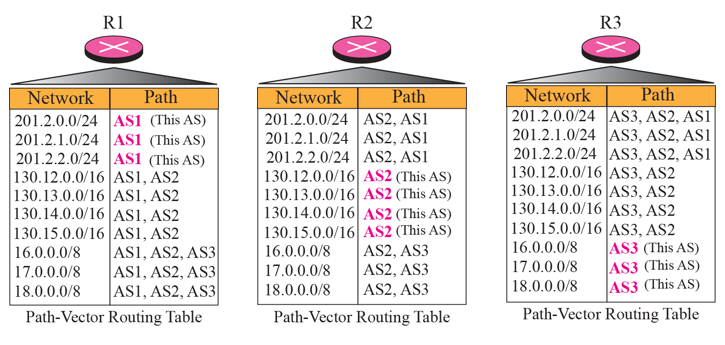 R1
Network Path
201.2.0.0/24 AS1 (This AS)
201.2.1.0/24 AS1 (This AS)
201.2.2.0/24 AS1 (This AS)
130.12.0.0/16 AS1, AS2
130.13.0.0/16 AS1, AS2
130.14.0.0/16 AS1, AS2
130.15.0.0/16 AS1, AS2
16.0.0.0/8 AS1, AS2, AS3
17.0.0.0/8 AS1, AS2, AS3
18.0.0.0/8 AS1, AS2, AS3
Path-Vector Routing Table
R2
Network Path
201.2.0.0/24 AS2, AS1
201.2.1.0/24 AS2, AS1
201.2.2.0/24 AS2, AS1
130.12.0.0/16 AS2 (This AS)
130.13.0.0/16 AS2 (This AS)
130.14.0.0/16 AS2 (This AS)
130.15.0.0/16 AS2 (This AS)
16.0.0.0/8 AS2, AS3
17.0.0.0/8 AS2, AS3
18.0.0.0/8 AS2, AS3
Path-Vector Routing Table
R3
Network Path
201.2.0.0/24 AS3, AS2, AS1
201.2.1.0/24 AS3, AS2, AS1
201.2.2.0/24 AS3, AS2, AS1
130.12.0.0/16 AS3, AS2
130.13.0.0/16 AS3, AS2
130.14.0.0/16 AS3, AS2
130.15.0.0/16 AS3, AS2
16.0.0.0/8 AS3 (This AS)
17.0.0.0/8 AS3 (This AS)
18.0.0.0/8 AS3 (This AS)
Path-Vector Routing Table